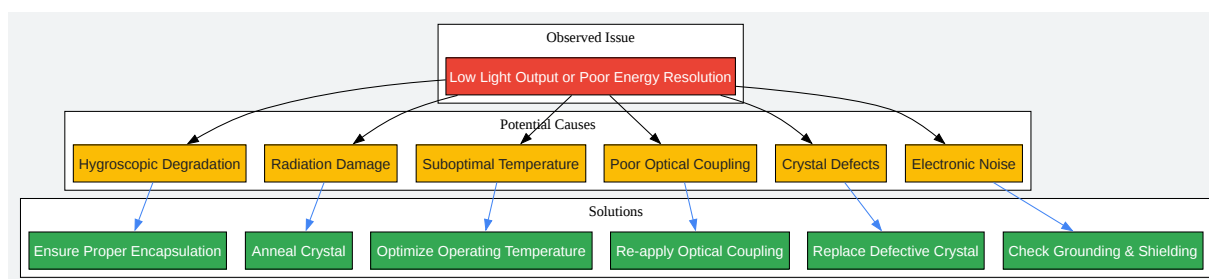 Observed Issue
Low Light Output or Poor Energy Resolution
Potential Causes
Hygroscopic Degradation
Radiation Damage
Suboptimal Temperature
Poor Optical Coupling
Crystal Defects
Electronic Noise
Solutions
Ensure Proper Encapsulation
Anneal Crystal
Optimize Operating Temperature
Re-apply Optical Coupling
Replace Defective Crystal
Check Grounding & Shielding